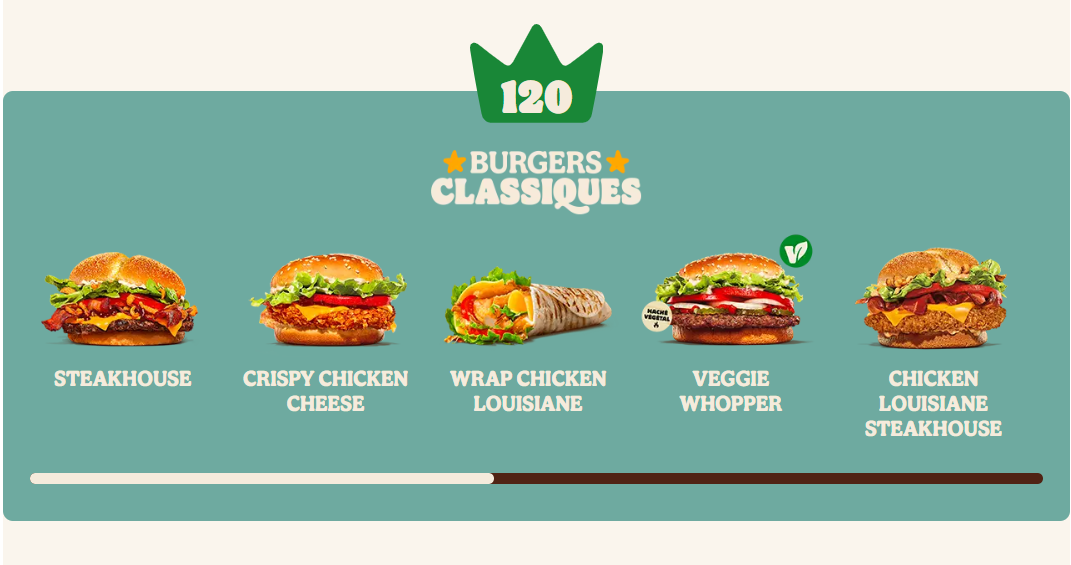 120
BURGERS
CLASSIQUES
HACHÉ
VÉGÉTAL
STEAKHOUSE
CRISPY CHICKEN
CHEESE
WRAP CHICKEN
LOUISIANE
VEGGIE
WHOPPER
CHICKEN
LOUISIANE
STEAKHOUSE